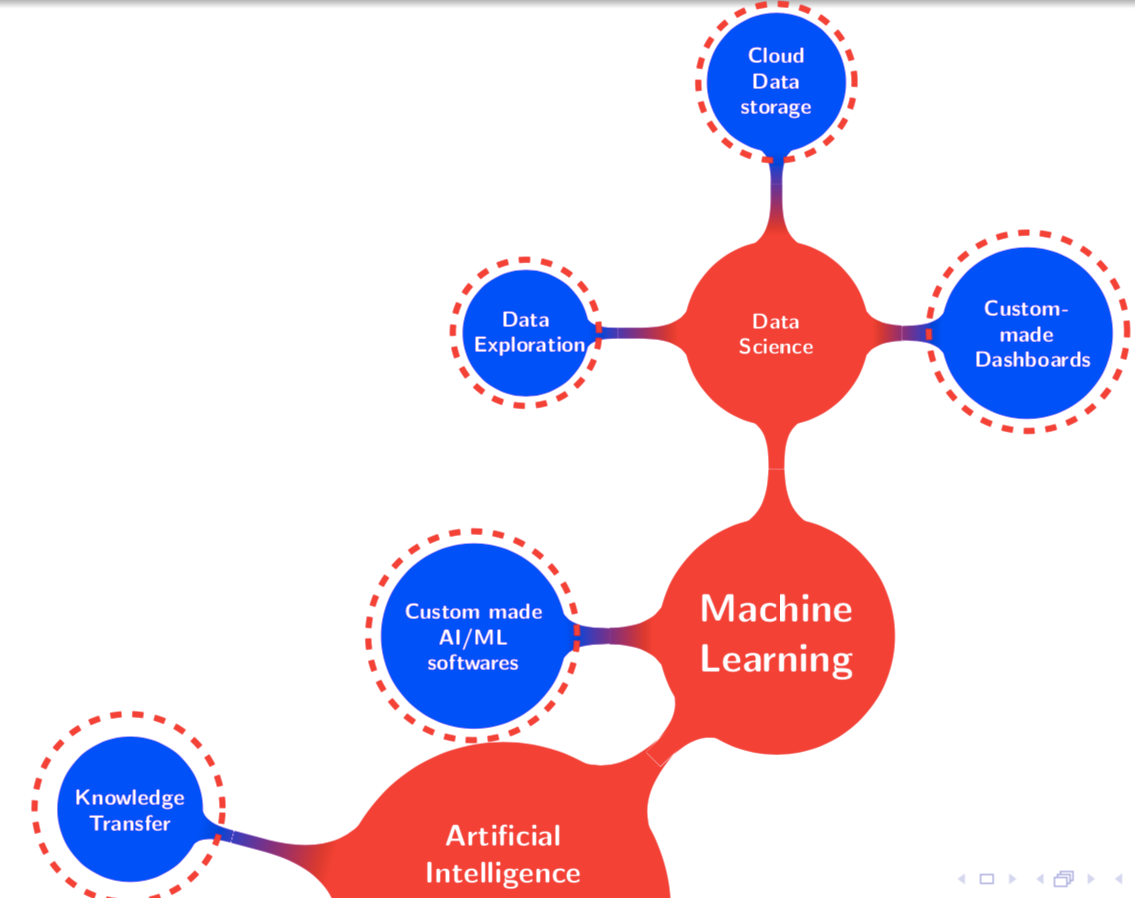 Cloud
Data
storage
Data
Exploration
Data
Science
Custom-
made
Dashboards
Custom made
AI/ML
softwares
Machine
Learning
Knowledge
Transfer
Artificial
Intelligence